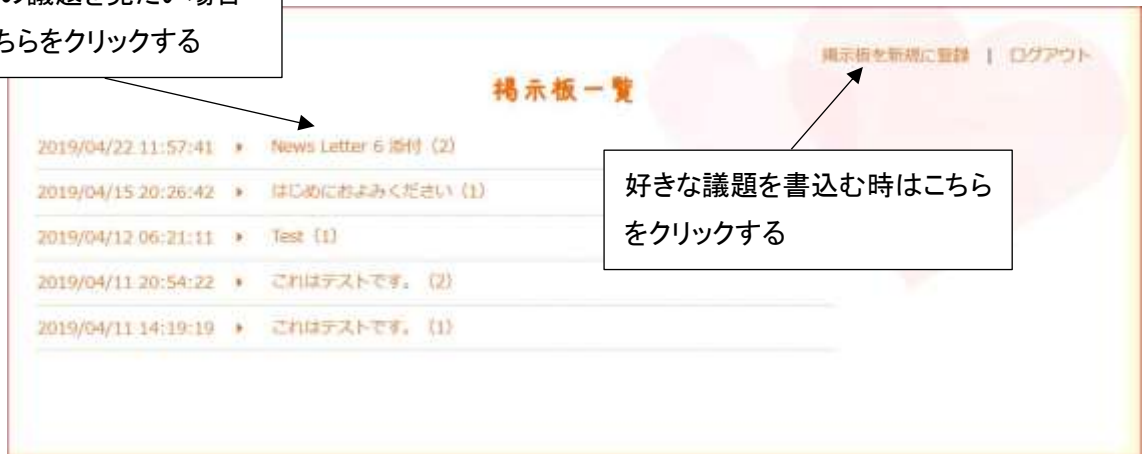 の議題を見たい場合
ちらをクリックする
掲示板を新規に登録 | ログアウト
掲示板一覧
2019/04/22 11:57:41 News Letter 6 添付 (2)
2019/04/15 20:26:42 はじめにおよみください (1)
2019/04/12 06:21:11 Test (1)
2019/04/11 20:54:22 これはテストです。 (2)
2019/04/11 14:19:19 これはテストです。 (1)
好きな議題を書込む時はこちら
をクリックする